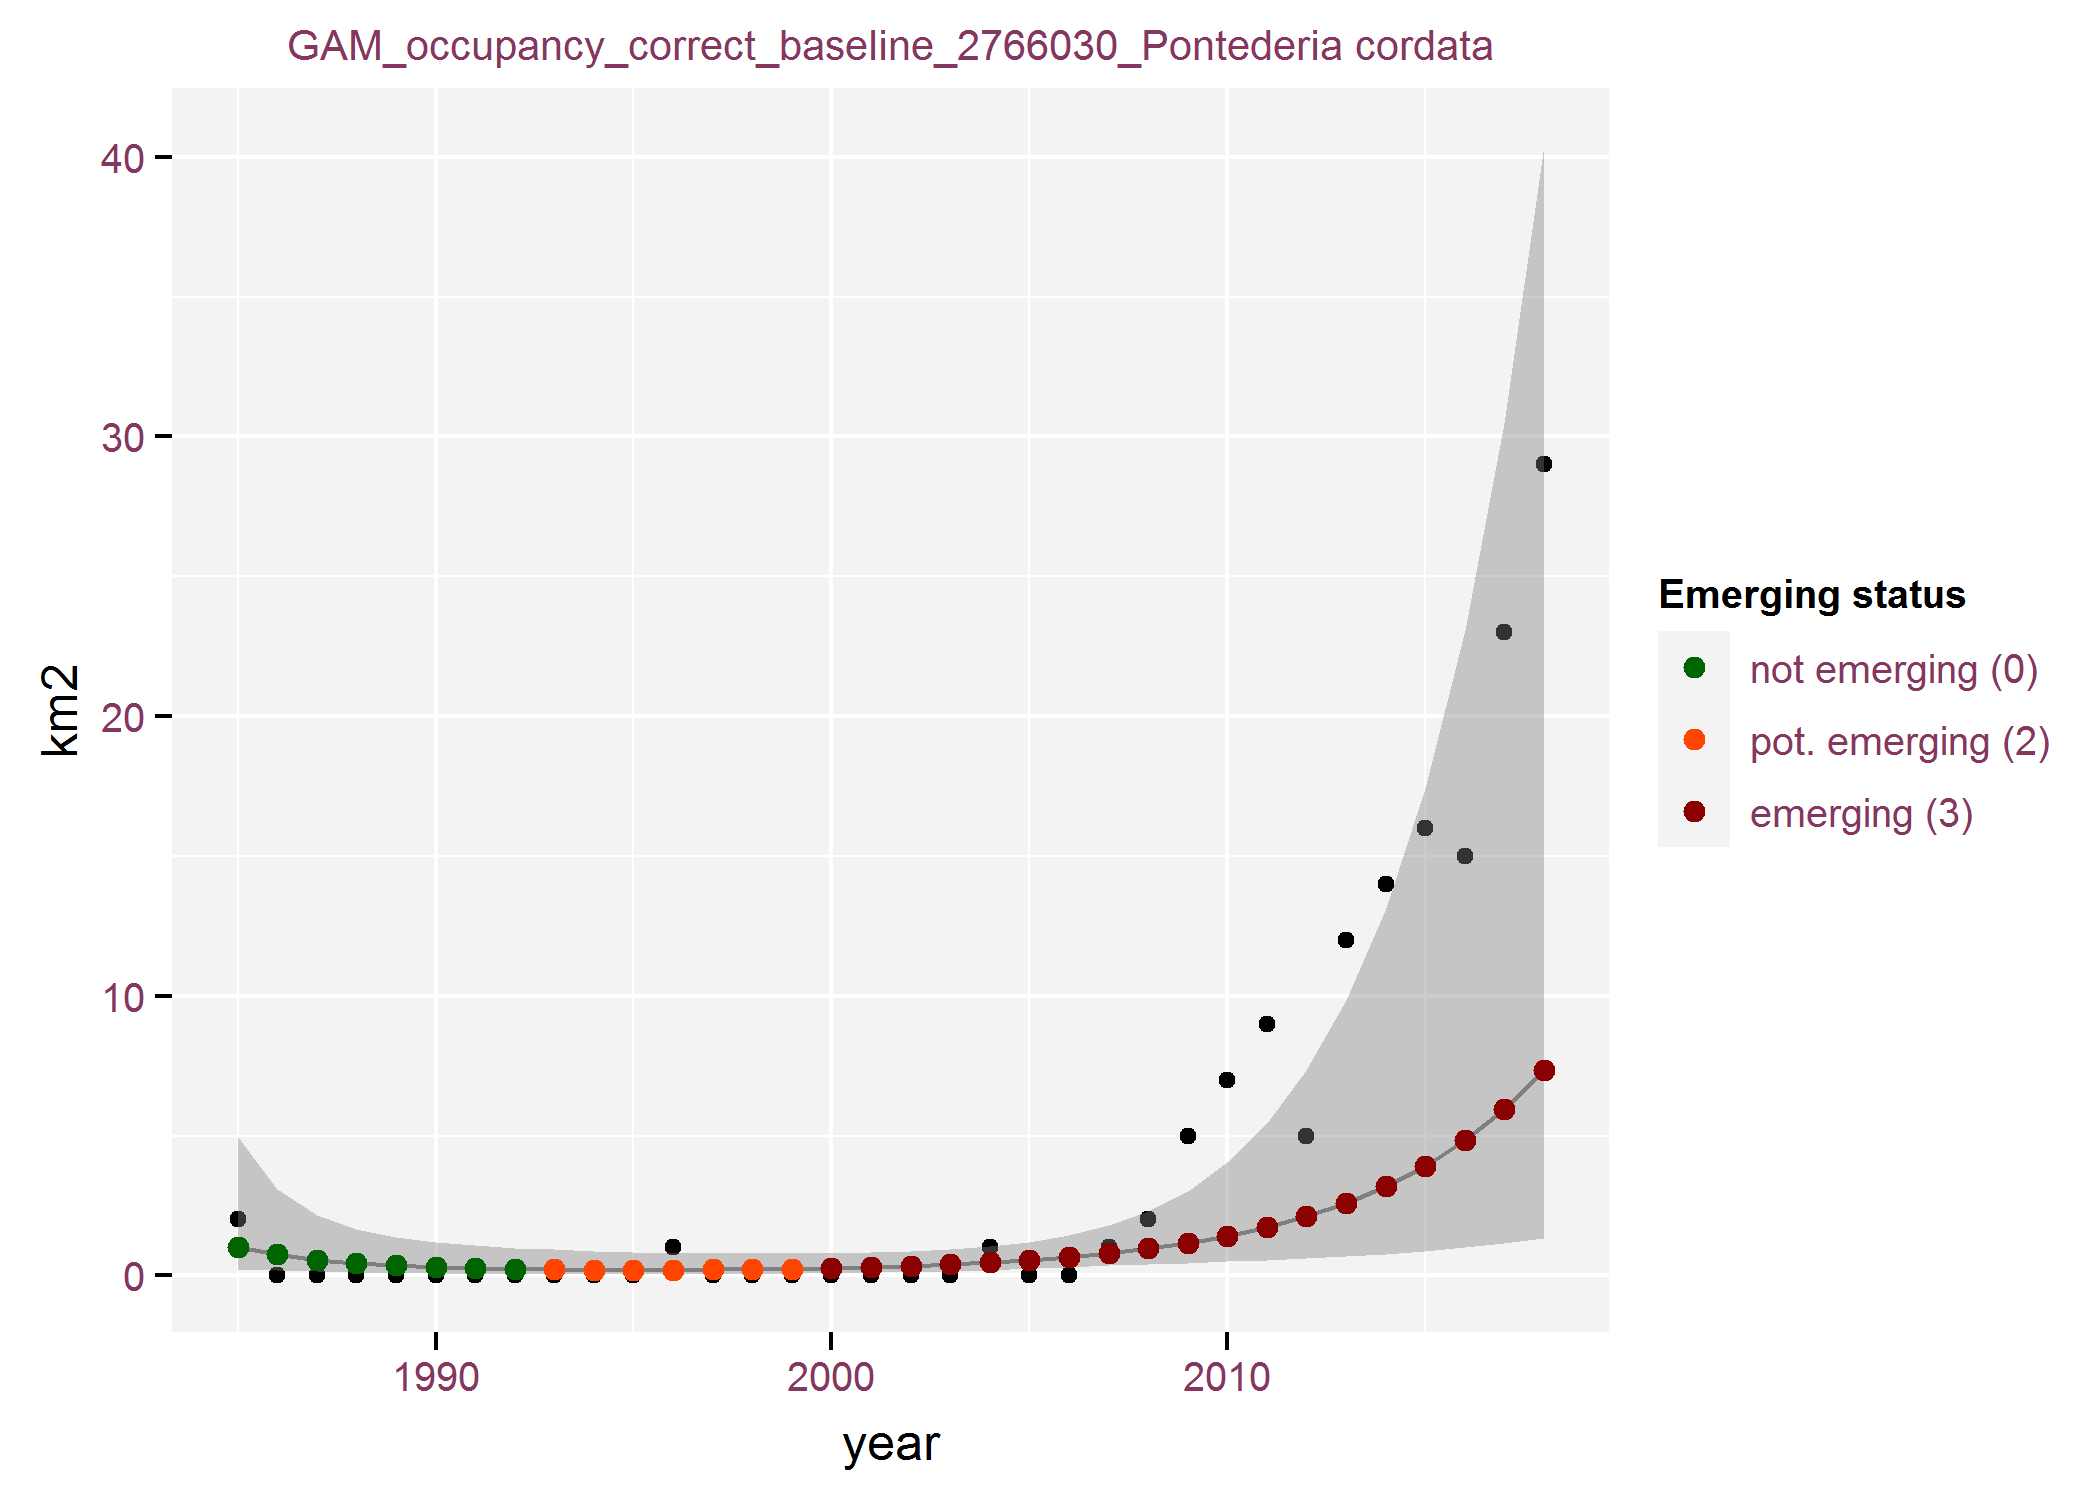 GAM_occupancy_correct_baseline_2766030_Pontederia cordata
40
30
20
10
0
km2
1990 2000 2010
year
Emerging status
not emerging (0)
pot. emerging (2)
emerging (3)